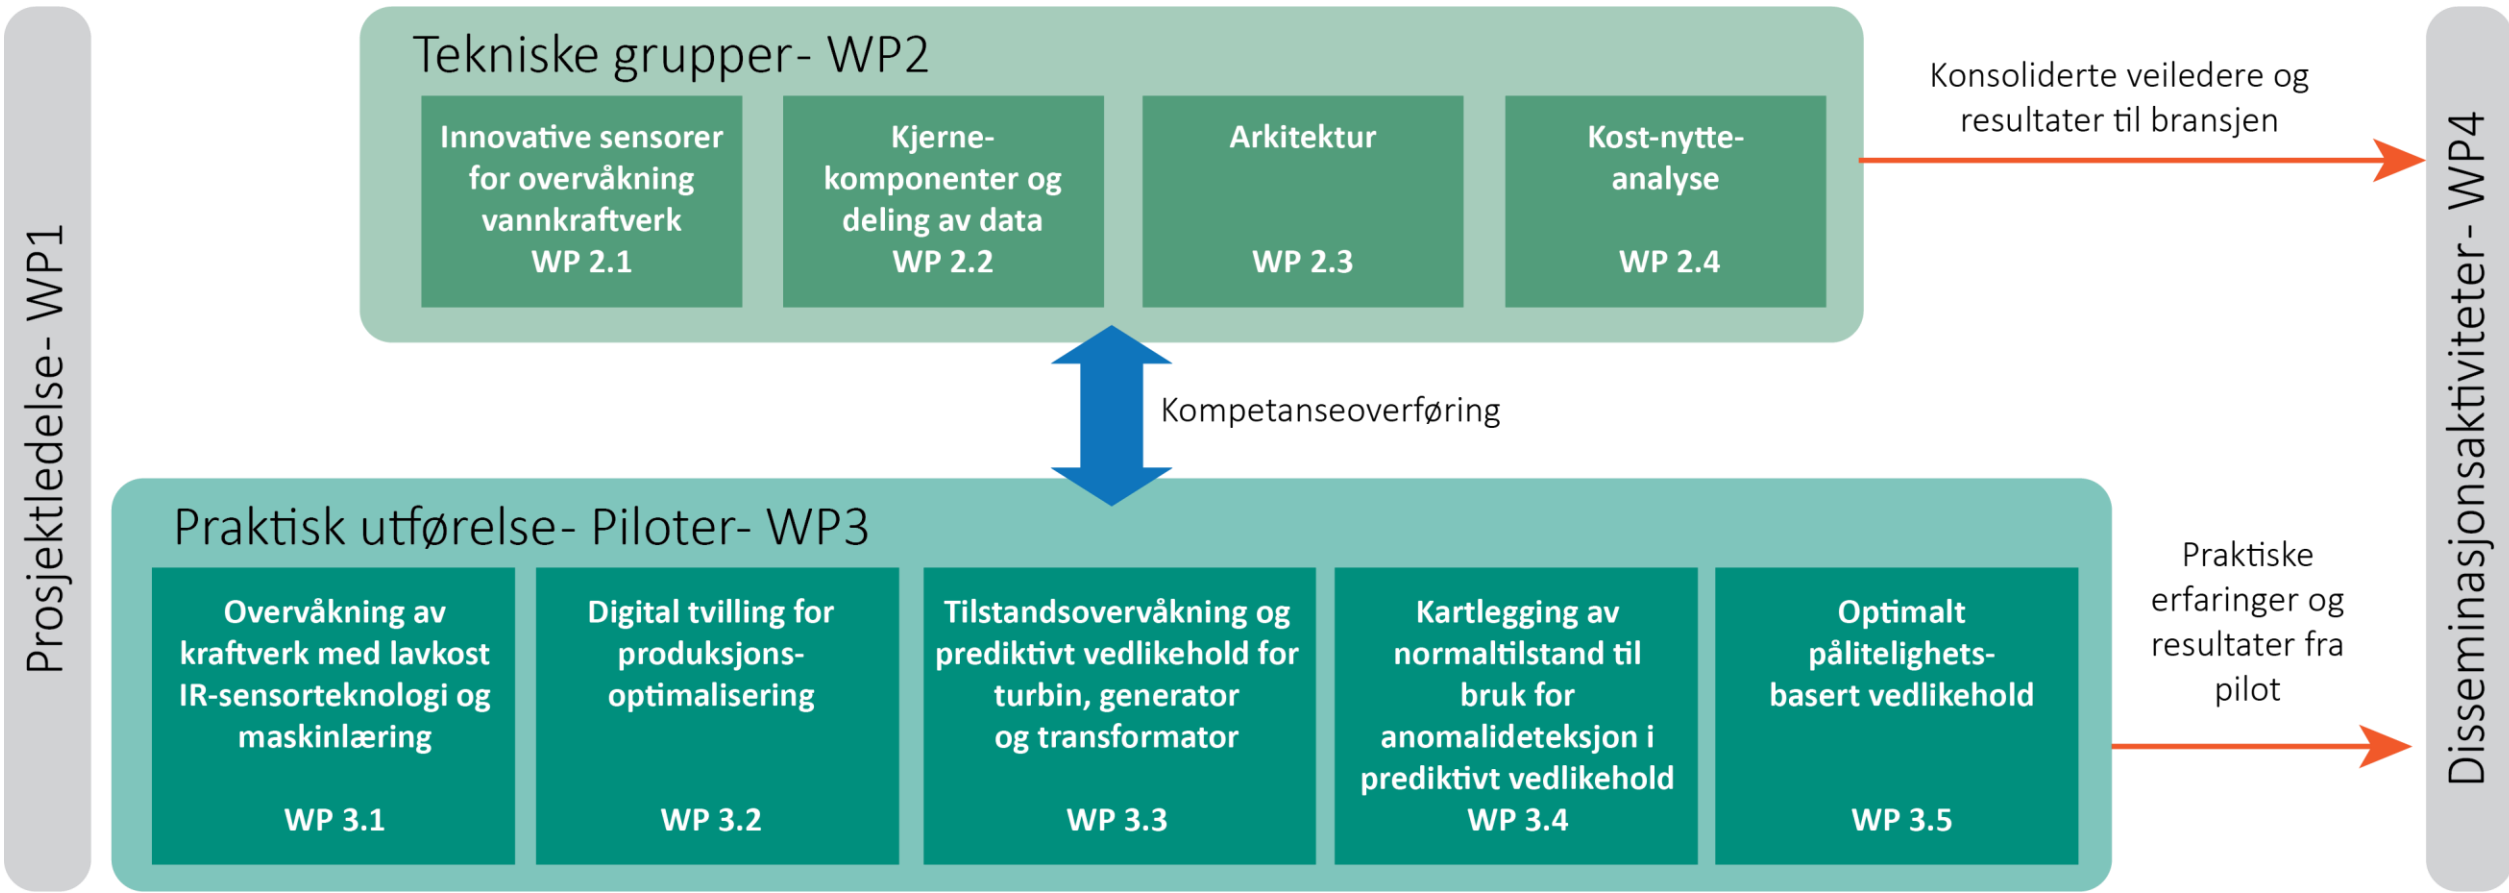 Prosjektledelse- WP1
Tekniske grupper- WP2
Innovative sensorer
for overvåkning
vannkraftverk
WP 2.1
Kjerne-
komponenter og
deling av data
WP 2.2
Arkitektur
WP 2.3
Kost-nytte-
analyse
WP 2.4
Konsoliderte veiledere og
resultater til bransjen
Kompetanseoverføring
Praktisk utførelse- Piloter- WP3
Overvåkning av
kraftverk med lavkost
IR-sensorteknologi og
maskinlæring
WP 3.1
Digital tvilling for
produksjons-
optimalisering
WP 3.2
Tilstandsovervåkning og
prediktivt vedlikehold for
turbin, generator
og transformator
WP 3.3
Kartlegging av
normaltilstand til
bruk for
anomalideteksjon i
prediktivt vedlikehold
WP 3.4
Optimalt
pålitelighets-
basert vedlikehold
WP 3.5
Praktiske
erfaringer og
resultater fra
pilot
Disseminasjonsaktiviteter- WP4